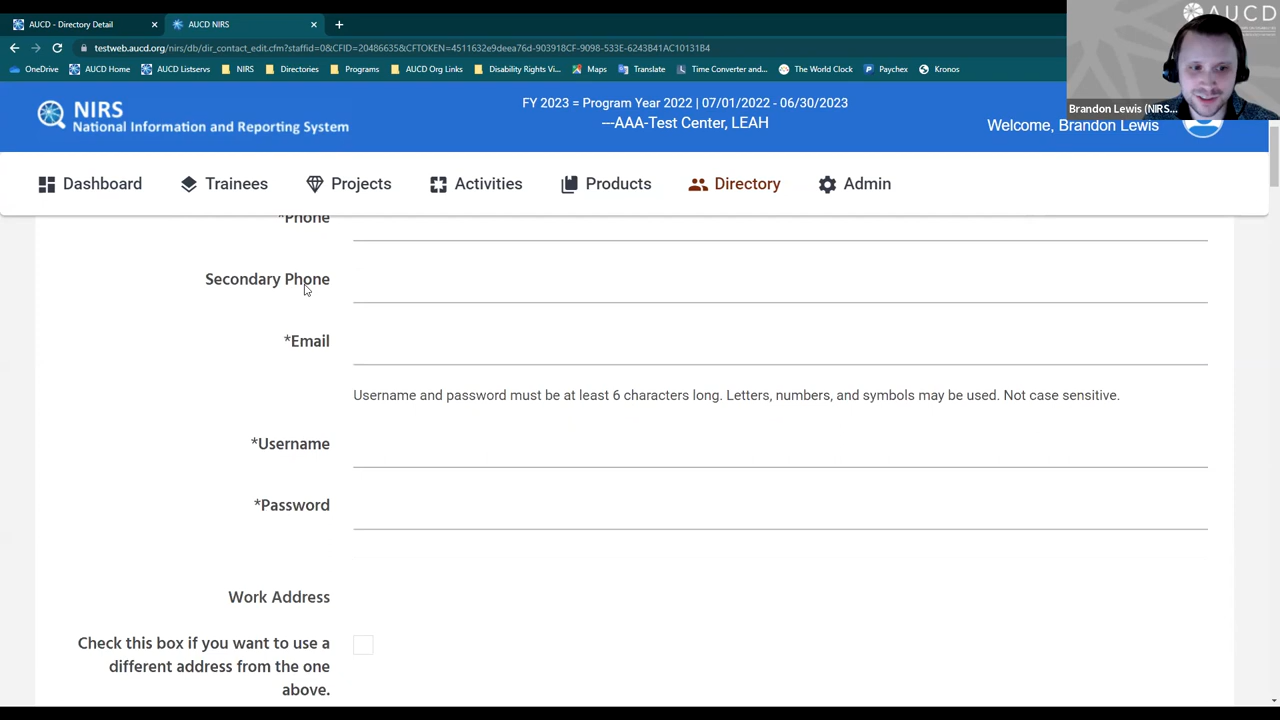 AUCD - Directory Detail
AUCD NIRS
testweb.aucd.org/nirs/db/dir_contact_edit.cfm?staffid=0&CFID=20486635&CFTOKEN=4511632e9deea76d-903918CF-9098-533E-6243B41AC10131B4
OneDrive AUCD Home AUCD Listservs NIRS Directories Programs AUCD Org Links Disability Rights Vi... Maps Translate Time Converter and... The World Clock Paychex Kronos
AUCD
Brandon Lewis (NIRS...
NIRS
National Information and Reporting System
FY 2023 = Program Year 2022 | 07/01/2022 - 06/30/2023
---AAA-Test Center, LEAH
Welcome, Brandon Lewis
Dashboard Trainees Projects Activities Products Directory Admin
*Phone
Secondary Phone
*Email
Username and password must be at least 6 characters long. Letters, numbers, and symbols may be used. Not case sensitive.
*Username
*Password
Work Address
Check this box if you want to use a
different address from the one
above.